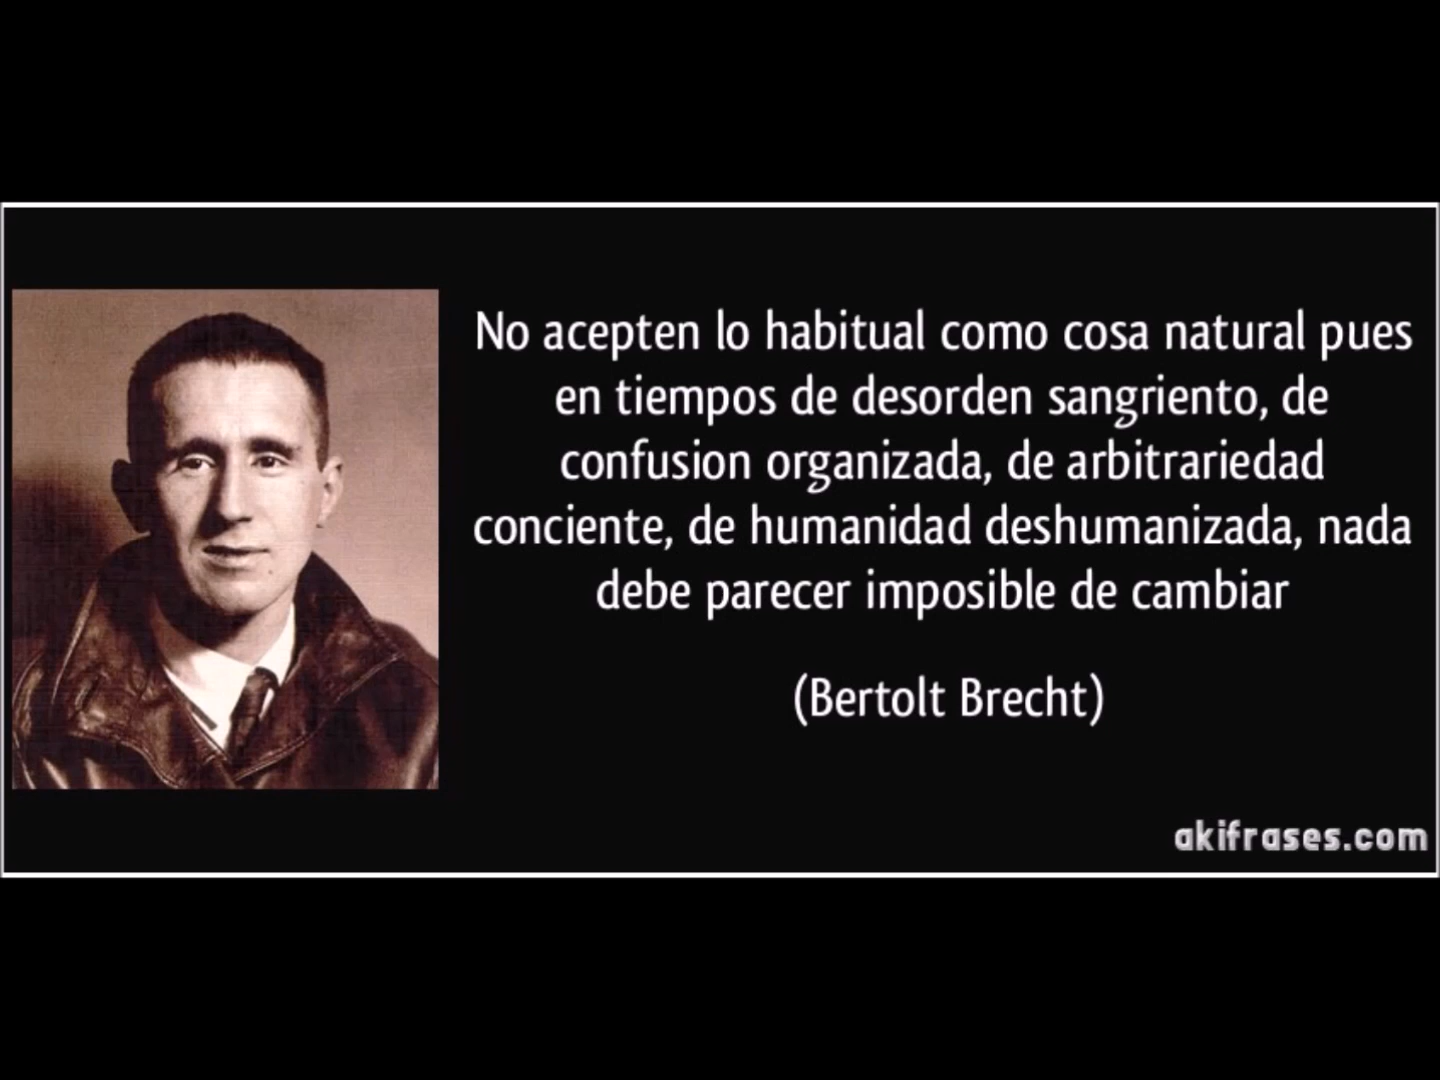 No acepten lo habitual como cosa natural pues
en tiempos de desorden sangriento, de
confusion organizada, de arbitrariedad
conciente, de humanidad deshumanizada, nada
debe parecer imposible de cambiar
(Bertolt Brecht)
akifrases.com